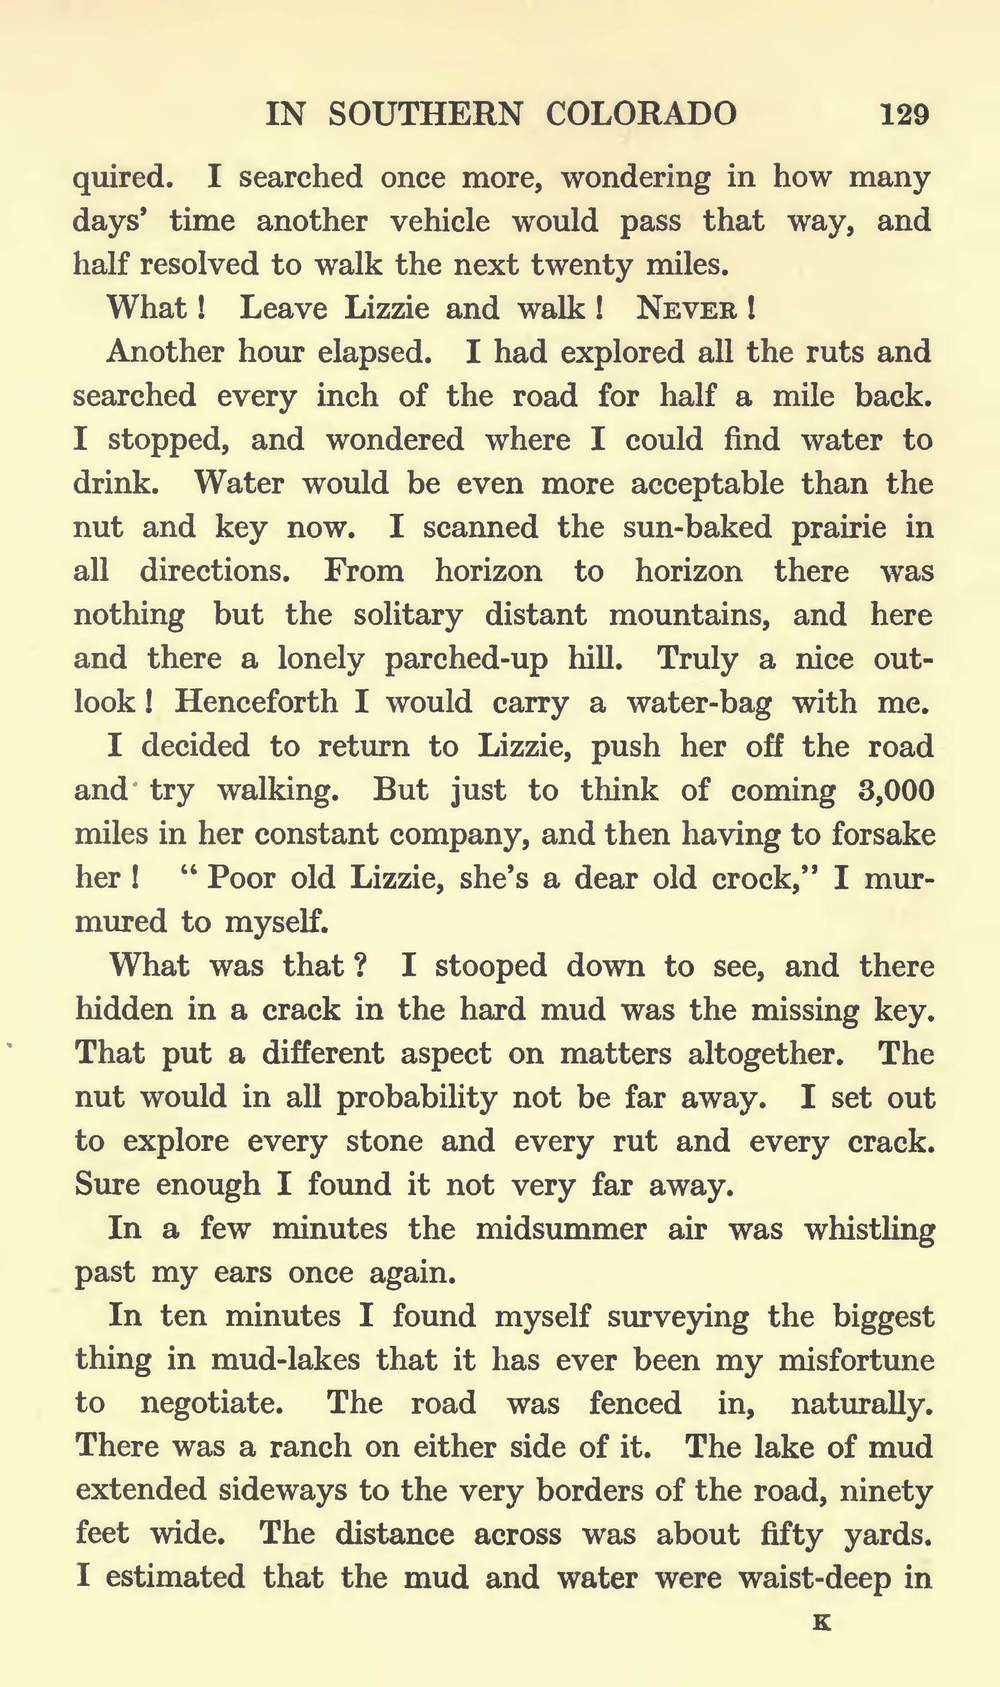 IN SOUTHERN COLORADO 129
quired. I searched once more, wondering in how many
days’ time another vehicle would pass that way, and
half resolved to walk the next twenty miles.
What ! Leave Lizzie and walk ! NEVER !
Another hour elapsed. I had explored all the ruts and
searched every inch of the road for half a mile back.
I stopped, and wondered where I could find water to
drink. Water would be even more acceptable than the
nut and key now. I scanned the sun-baked prairie in
all directions. From horizon to horizon there was
nothing but the solitary distant mountains, and here
and there a lonely parched-up hill. Truly a nice out-
look ! Henceforth I would carry a water-bag with me.
I decided to return to Lizzie, push her off the road
and try walking. But just to think of coming 3,000
miles in her constant company, and then having to forsake
her ! “ Poor old Lizzie, she’s a dear old crock,” I mur-
mured to myself.
What was that ? I stooped down to see, and there
hidden in a crack in the hard mud was the missing key.
That put a different aspect on matters altogether. The
nut would in all probability not be far away. I set out
to explore every stone and every rut and every crack.
Sure enough I found it not very far away.
In a few minutes the midsummer air was whistling
past my ears once again.
In ten minutes I found myself surveying the biggest
thing in mud-lakes that it has ever been my misfortune
to negotiate. The road was fenced in, naturally.
There was a ranch on either side of it. The lake of mud
extended sideways to the very borders of the road, ninety
feet wide. The distance across was about fifty yards.
I estimated that the mud and water were waist-deep in
K